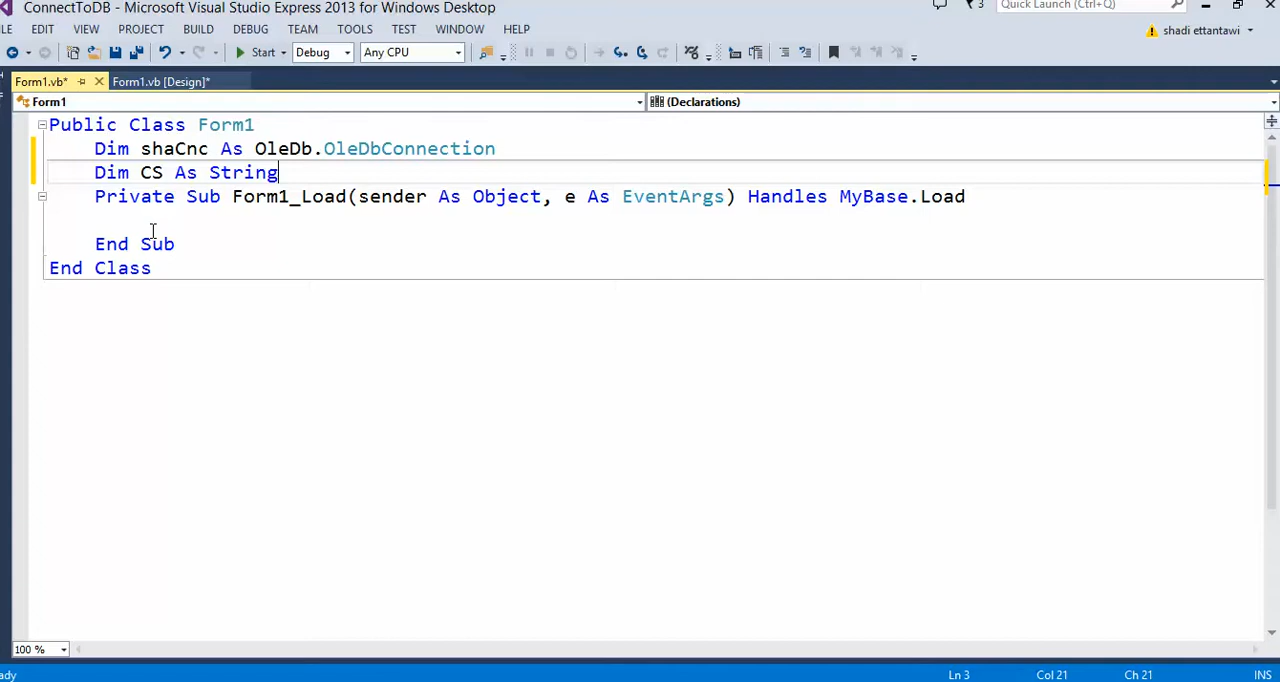 ConnectToDB - Microsoft Visual Studio Express 2013 for Windows Desktop
3 Quick Launch (Ctrl+Q)
LE EDIT VIEW PROJECT BUILD DEBUG TEAM TOOLS TEST WINDOW HELP shadi ettantawi
Start Debug Any CPU
Form1.vb* Form1.vb [Design]*
Form1 (Declarations)
Public Class Form1
Dim shaCnc As OleDb.OleDbConnection
Dim CS As String
Private Sub Form1_Load(sender As Object, e As EventArgs) Handles MyBase.Load
End Sub
End Class
100 %
ady Ln 3 Col 21 Ch 21 INS